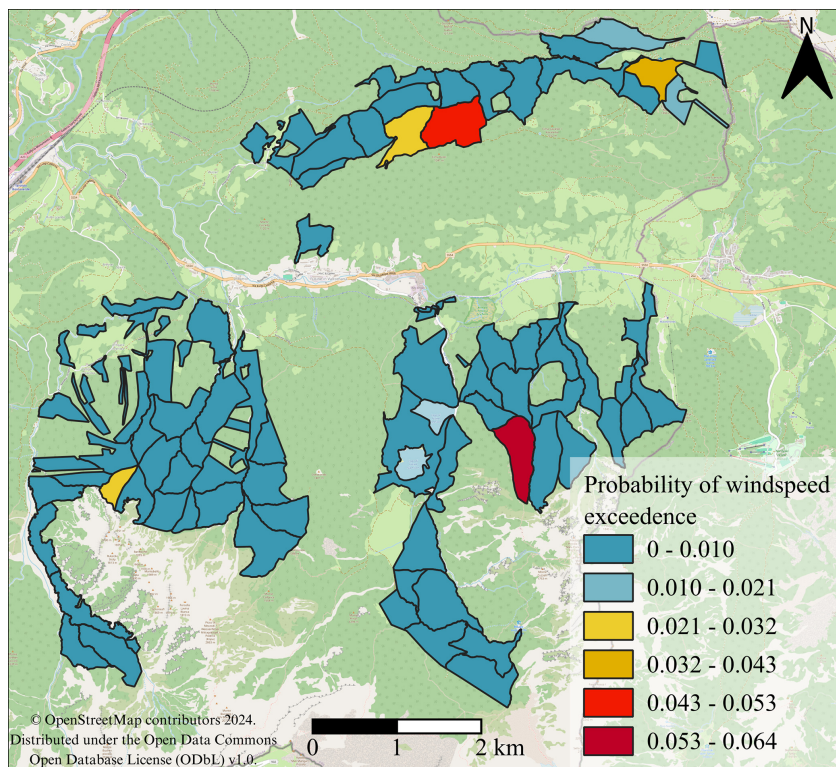 N
Probability of windspeed
exceedence
0 - 0.010
0.010 - 0.021
0.021 - 0.032
0.032 - 0.043
0.043 - 0.053
0.053 - 0.064
© OpenStreetMap contributors 2024.
Distributed under the Open Data Commons
Open Database License (ODbL) v1.0.
0 1 2 km